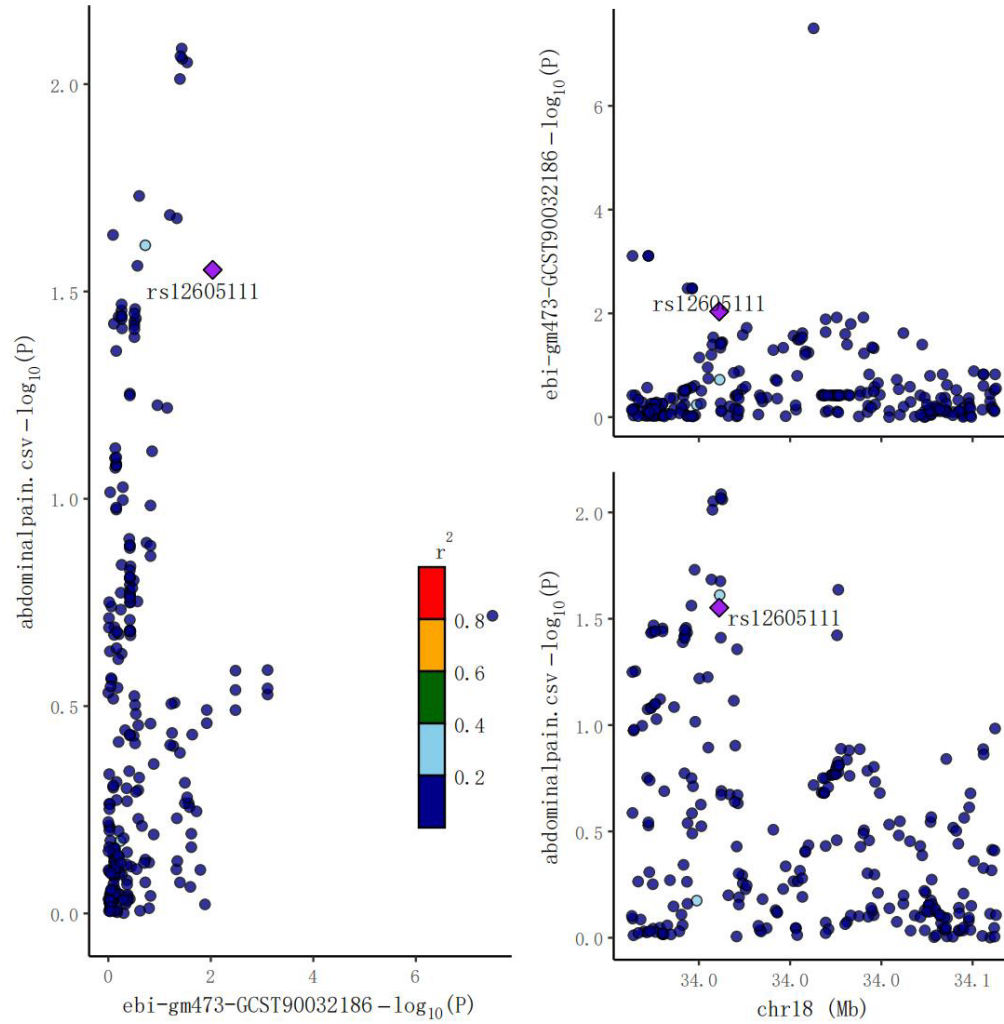 abdominalpain.csv -log10(P)
2.0
1.5
1.0
0.5
0.0
rs12605111
r2
0.8
0.6
0.4
0.2
0 2 4 6
ebi-gm473-GCST90032186 -log10(P)
ebi-gm473-GCST90032186 -log10(P)
6
4
2
0
rs12605111
abdominalpain.csv -log10(P)
2.0
1.5
1.0
0.5
0.0
rs12605111
34.0 34.0 34.0 34.1
chr18 (Mb)